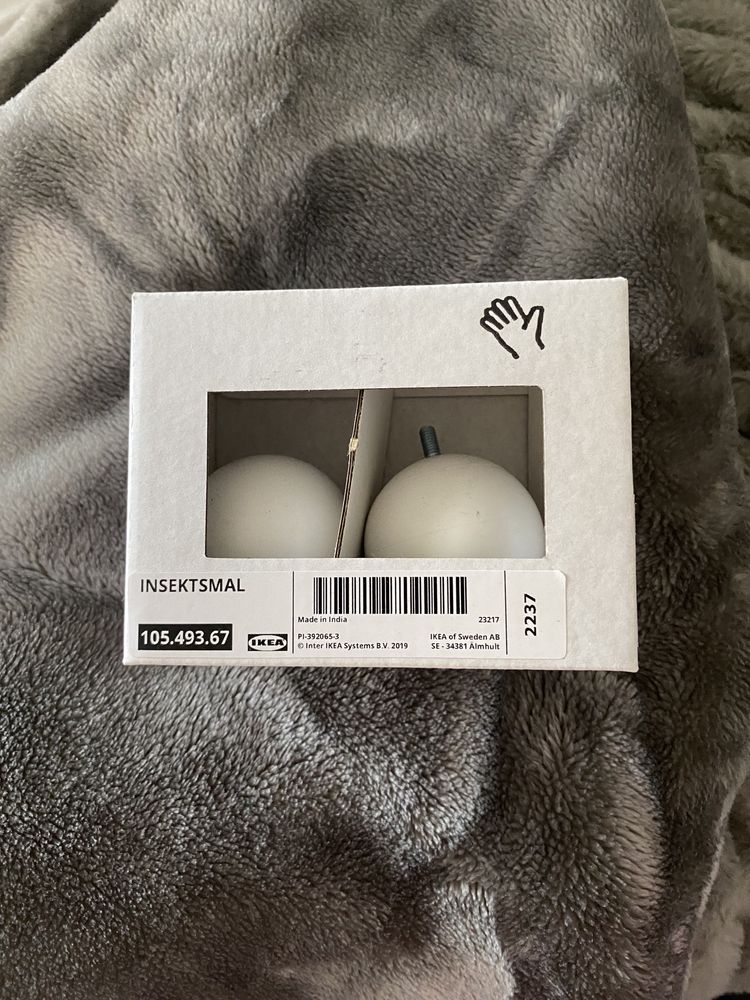 INSEKTSMAL
105.493.67
IKEA
Made in India 23217
PI-392065-3 IKEA of Sweden AB
© Inter IKEA Systems B.V. 2019 SE - 34381 Älmhult
2237